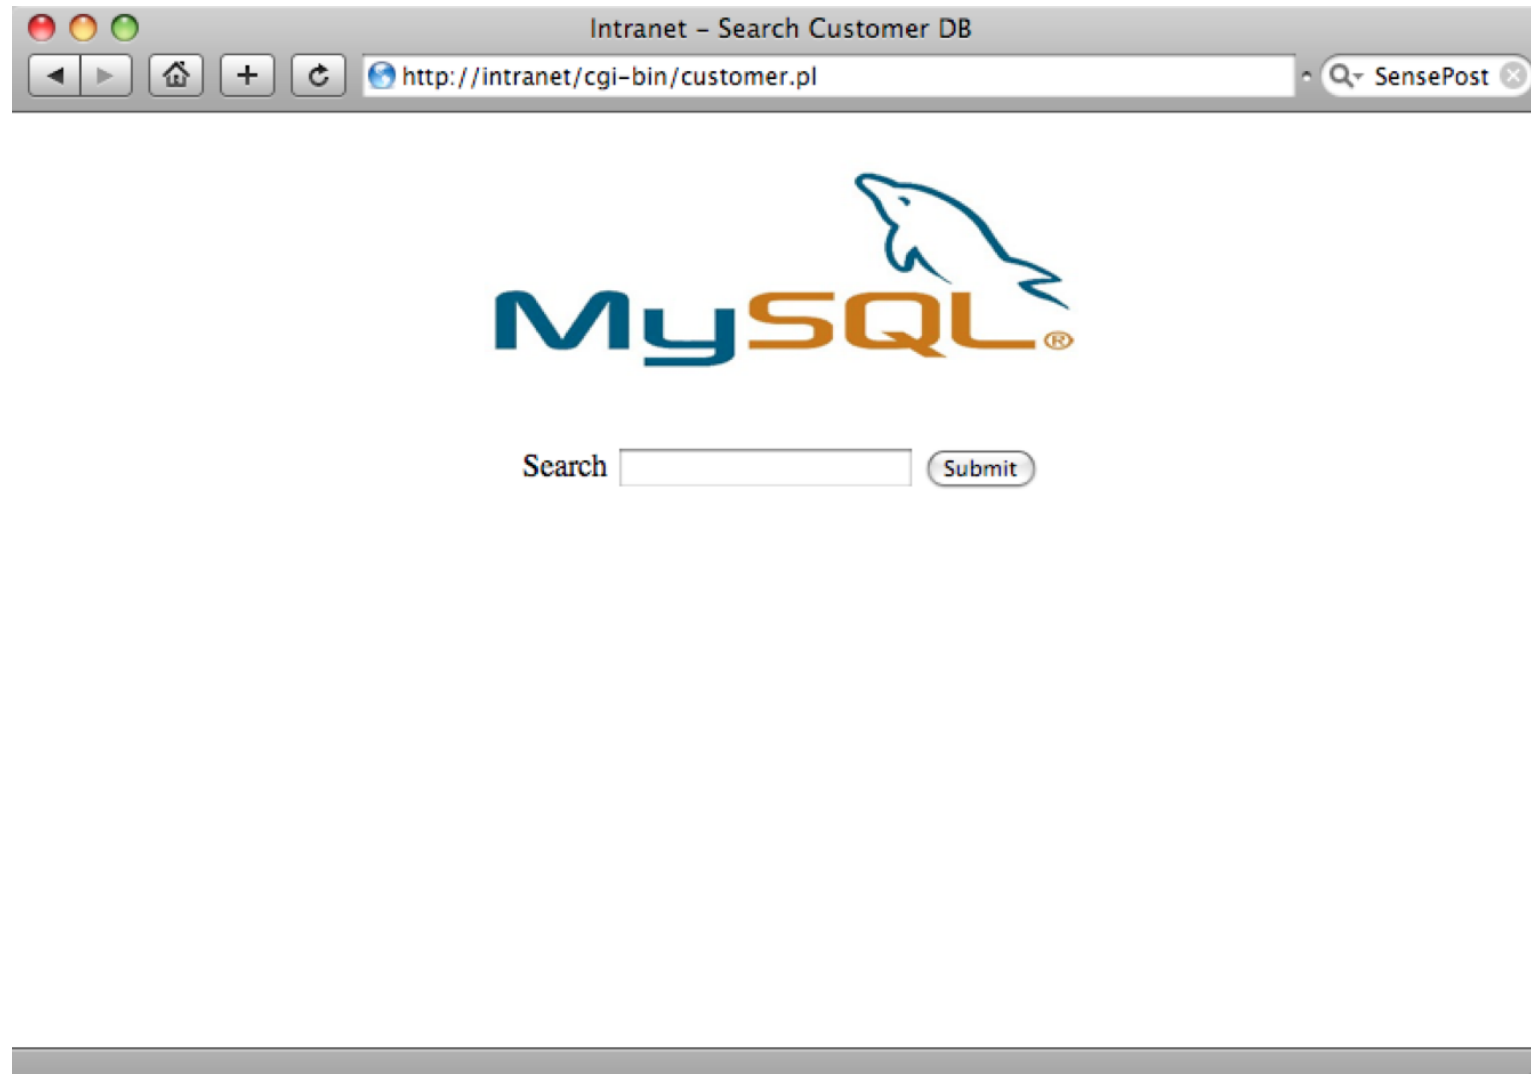 Intranet – Search Customer DB
http://intranet/cgi-bin/customer.pl
SensePost
MySQL®
Search
Submit